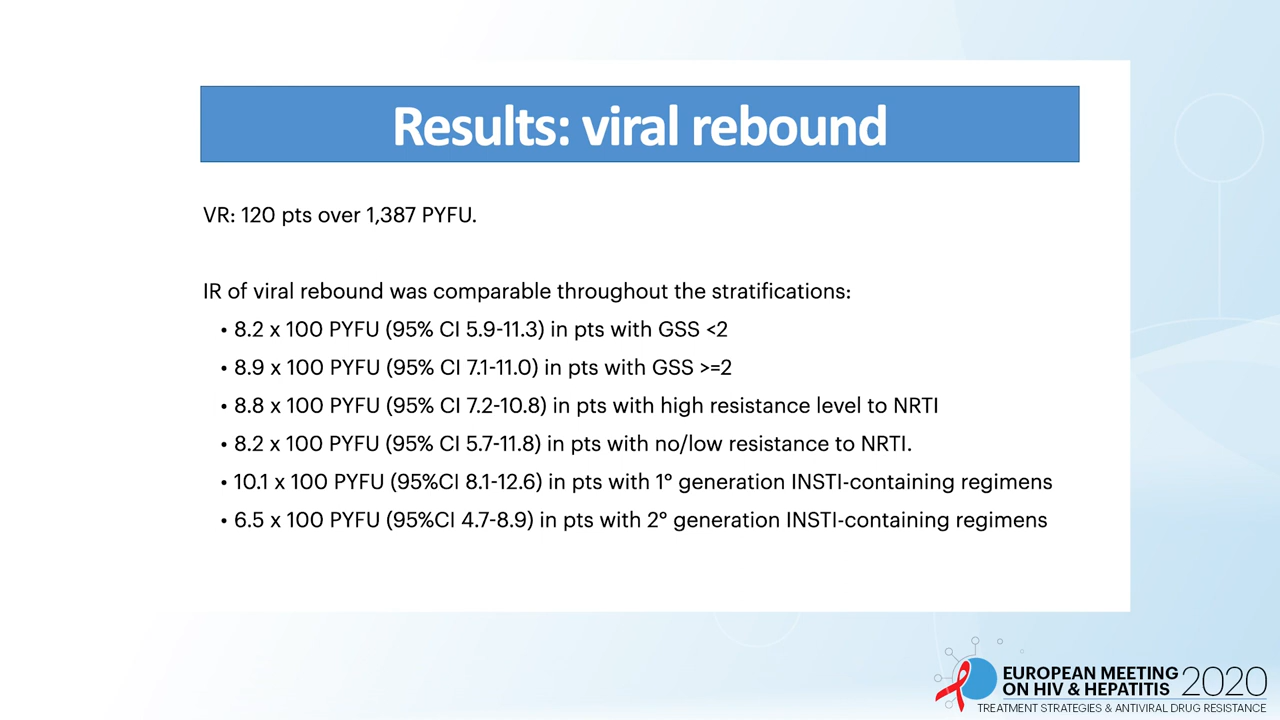 Results: viral rebound
VR: 120 pts over 1,387 PYFU.
IR of viral rebound was comparable throughout the stratifications:
• 8.2 x 100 PYFU (95% CI 5.9-11.3) in pts with GSS <2
• 8.9 x 100 PYFU (95% CI 7.1-11.0) in pts with GSS >=2
• 8.8 x 100 PYFU (95% CI 7.2-10.8) in pts with high resistance level to NRTI
• 8.2 x 100 PYFU (95% CI 5.7-11.8) in pts with no/low resistance to NRTI.
• 10.1 x 100 PYFU (95%CI 8.1-12.6) in pts with 1° generation INSTI-containing regimens
• 6.5 x 100 PYFU (95%CI 4.7-8.9) in pts with 2° generation INSTI-containing regimens
EUROPEAN MEETING
ON HIV & HEPATITIS 2020
TREATMENT STRATEGIES & ANTIVIRAL DRUG RESISTANCE